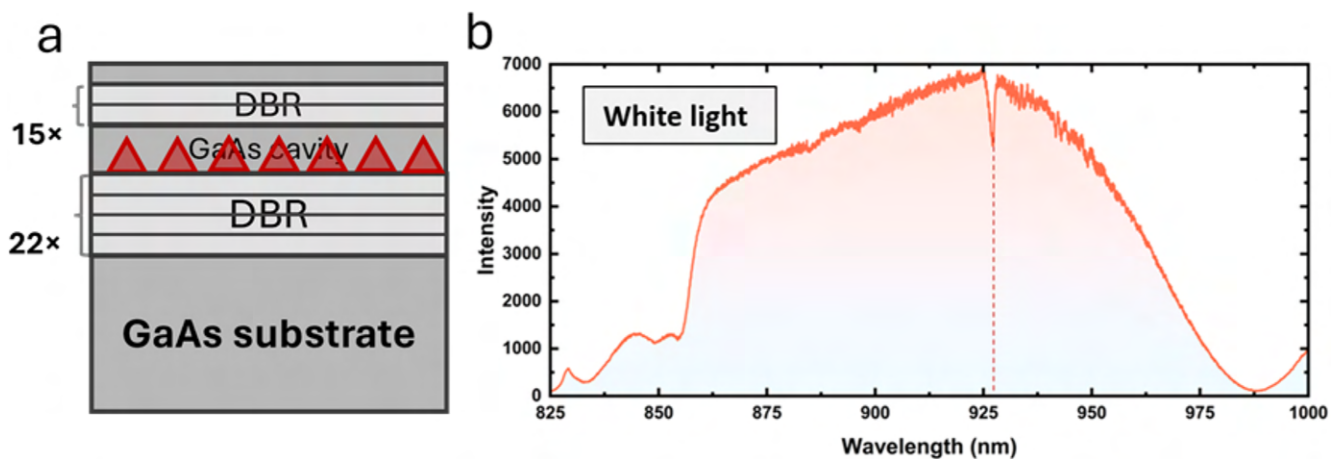 a
DBR
15×
GaAs cavity
DBR
22×
GaAs substrate
b
7000
6000
5000
4000
3000
2000
1000
0
Intensity
White light
825 850 875 900 925 950 975 1000
Wavelength (nm)